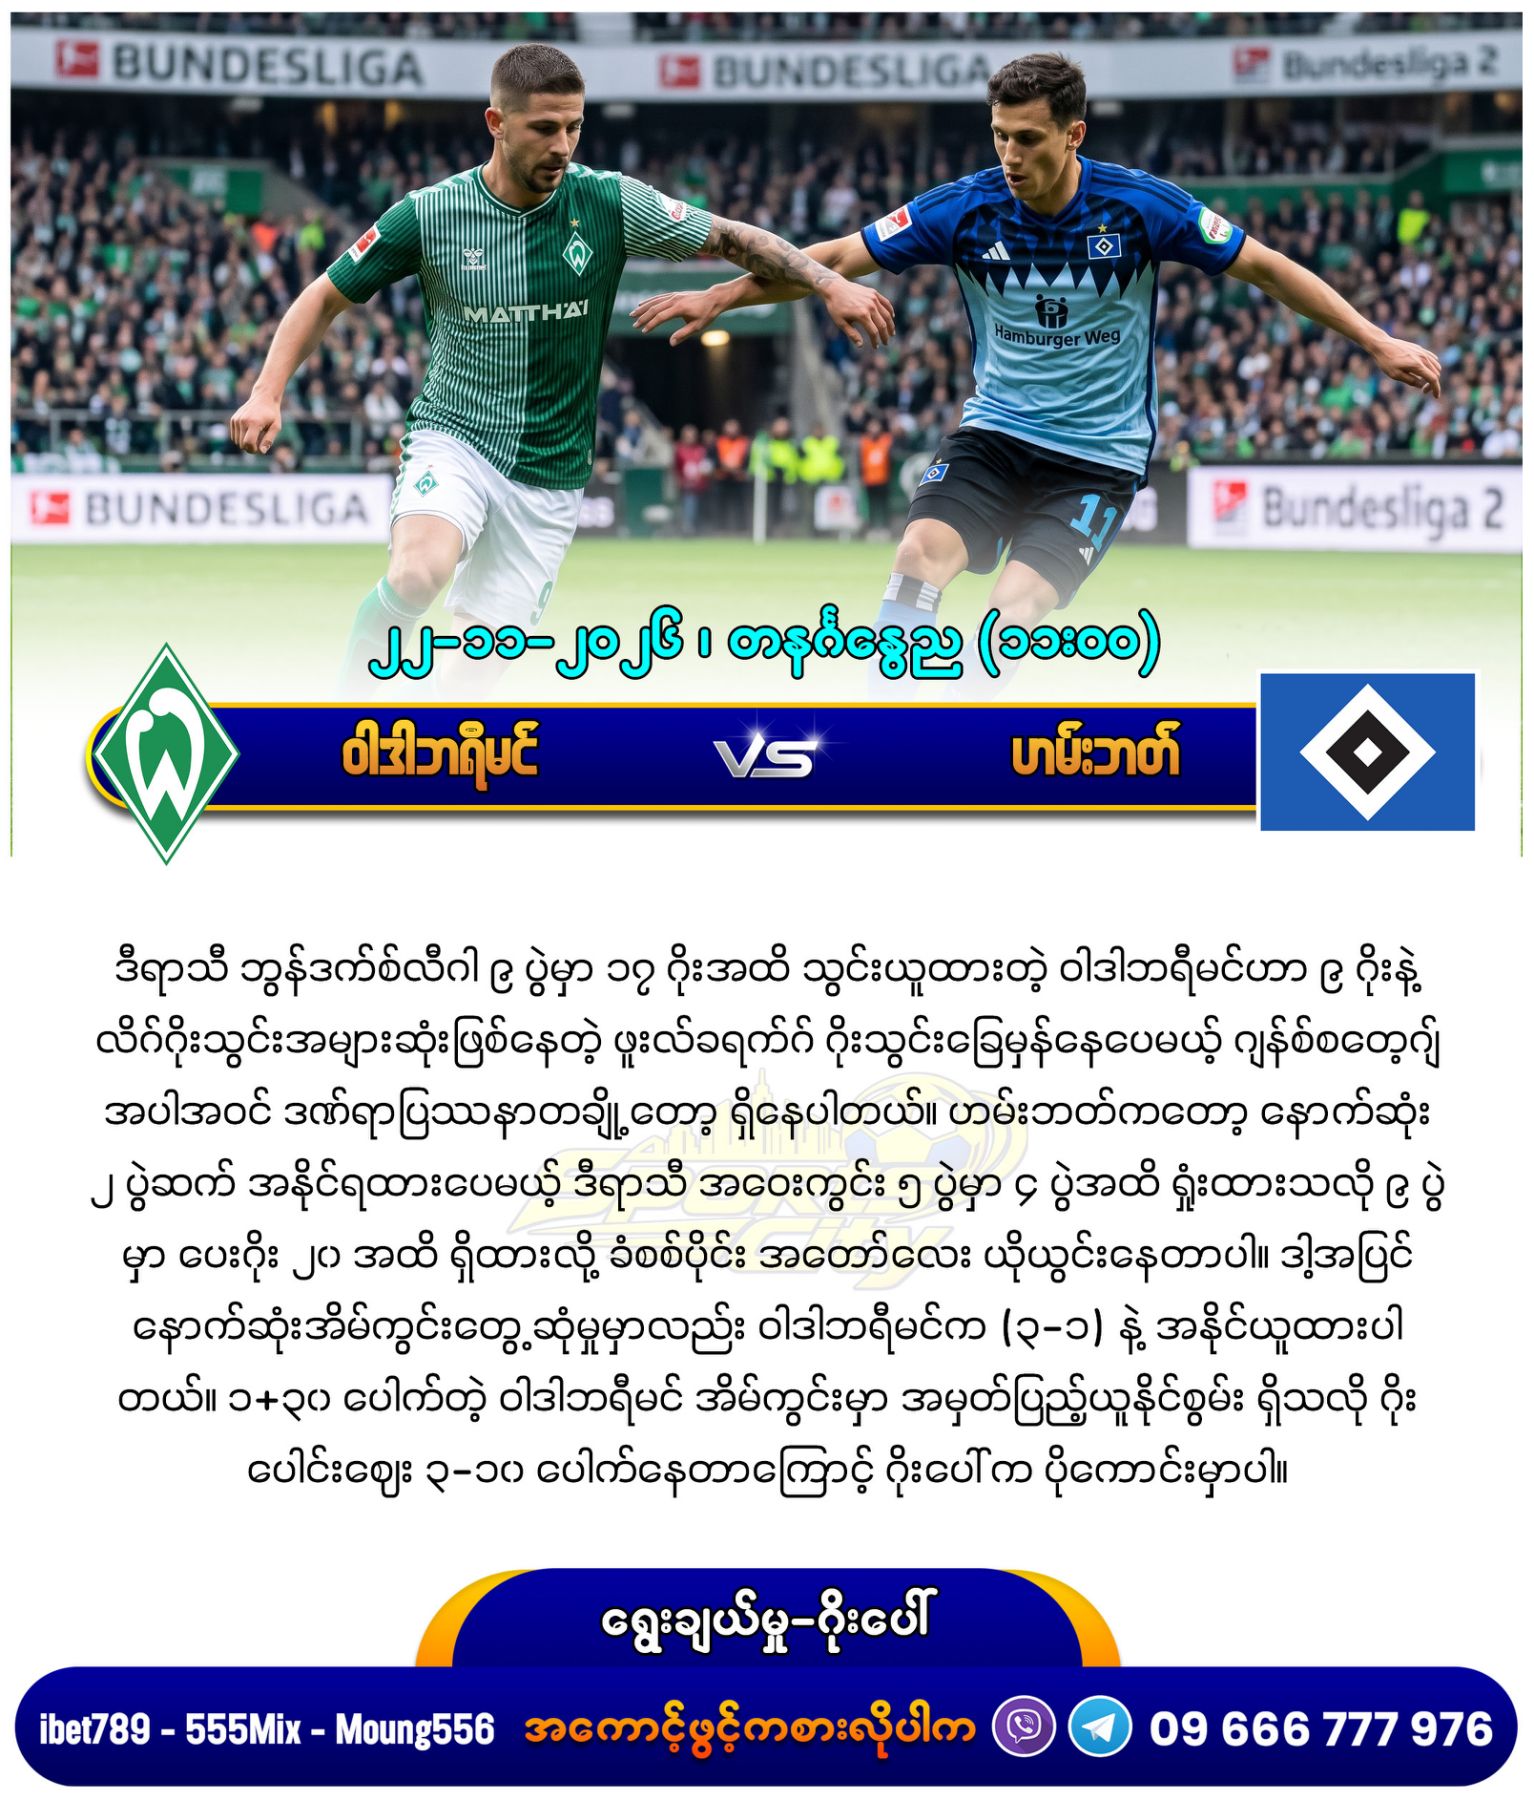 BUNDESLIGA
BUNDESLIGA
Bundesliga 2
MATTHÄI
Hamburger Weg
11
BUNDESLIGA
Bundesliga 2
၂၂-၁၁-၂၀၂၆ ၊ တနင်္ဂနွေည (၁၁း၀၀)
ဝါဒါဘရီမင် VS ဟမ်းဘတ်
ဒီရာသီ ဘွန်ဒက်စ်လီဂါ ၉ ပွဲမှာ ၁၇ ဂိုးအထိ သွင်းယူထားတဲ့ ဝါဒါဘရီမင်ဟာ ၉ ဂိုးနဲ့
လိဂ်ဂိုးသွင်းအများဆုံးဖြစ်နေတဲ့ ဖူးလ်ခရက်ဂ် ဂိုးသွင်းခြေမှန်နေပေမယ့် ဂျန်စ်စတေ့ဂျ်
အပါအဝင် ဒဏ်ရာပြဿနာတချို့တော့ ရှိနေပါတယ်။ ဟမ်းဘတ်ကတော့ နောက်ဆုံး
၂ ပွဲဆက် အနိုင်ရထားပေမယ့် ဒီရာသီ အဝေးကွင်း ၅ ပွဲမှာ ၄ ပွဲအထိ ရှုံးထားသလို ၉ ပွဲ
မှာ ပေးဂိုး ၂၀ အထိ ရှိထားလို့ ခံစစ်ပိုင်း အတော်လေး ယိုယွင်းနေတာပါ။ ဒါ့အပြင်
နောက်ဆုံးအိမ်ကွင်းတွေ့ဆုံမှုမှာလည်း ဝါဒါဘရီမင်က (၃-၁) နဲ့ အနိုင်ယူထားပါ
တယ်။ ၁+၃၀ ပေါက်တဲ့ ဝါဒါဘရီမင် အိမ်ကွင်းမှာ အမှတ်ပြည့်ယူနိုင်စွမ်း ရှိသလို ဂိုး
ပေါင်းဈေး ၃-၁၀ ပေါက်နေတာကြောင့် ဂိုးပေါ်က ပိုကောင်းမှာပါ။
SPORTS City
ရွေးချယ်မှု-ဂိုးပေါ်
ibet789 - 555Mix - Moung556 အကောင့်ဖွင့်ကစားလိုပါက 09 666 777 976